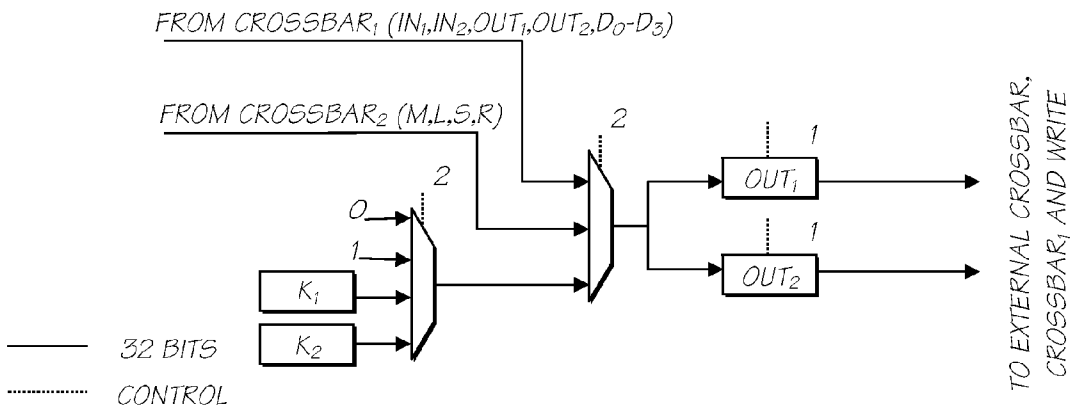 FROM CROSSBAR₁ (IN₁,IN₂,OUT₁,OUT₂,D₀-D₃)
FROM CROSSBAR₂ (M,L,S,R)
2
2
1
0
1
K₁
K₂
OUT₁
1
OUT₂
TO EXTERNAL CROSSBAR,
CROSSBAR₁ AND WRITE
32 BITS
CONTROL